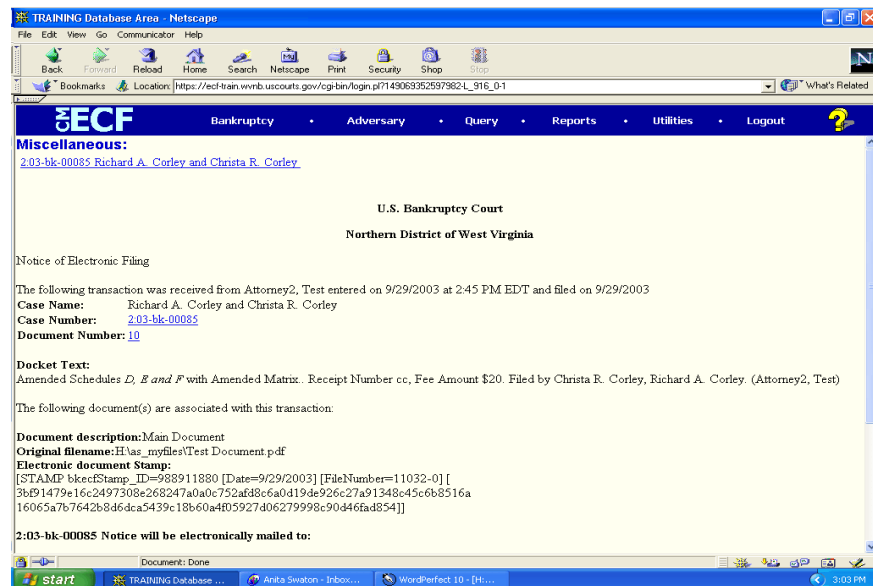 TRAINING Database Area - Netscape
File Edit View Go Communicator Help
Back Forward Reload Home Search Netscape Print Security Shop Stop
Bookmarks Location: https://ecf-train.wvnb.uscourts.gov/cgi-bin/login.pl?149069352597982-L_916_0-1 What's Related
CM ECF Bankruptcy • Adversary • Query • Reports • Utilities • Logout ?
Miscellaneous:
2:03-bk-00085 Richard A. Corley and Christa R. Corley
U.S. Bankruptcy Court
Northern District of West Virginia
Notice of Electronic Filing
The following transaction was received from Attorney2, Test entered on 9/29/2003 at 2:45 PM EDT and filed on 9/29/2003
Case Name: Richard A. Corley and Christa R. Corley
Case Number: 2:03-bk-00085
Document Number: 10
Docket Text:
Amended Schedules D, E and F with Amended Matrix.. Receipt Number cc, Fee Amount $20. Filed by Christa R. Corley, Richard A. Corley. (Attorney2, Test)
The following document(s) are associated with this transaction:
Document description:Main Document
Original filename:H:\as_myfiles\Test Document.pdf
Electronic document Stamp:
[STAMP bkecfStamp_ID=988911880 [Date=9/29/2003] [FileNumber=11032-0] [
3bf91479e16c2497308e268247a0a0c752afd8c6a0d19de926c27a91348c45c6b8516a
16065a7b7642b8d6dca5439c18b60a4f05927d06279998c90d46fad854]]
2:03-bk-00085 Notice will be electronically mailed to:
Document: Done
start TRAINING Database ... Anita Swaton - Inbox... WordPerfect 10 - [H:... 3:03 PM